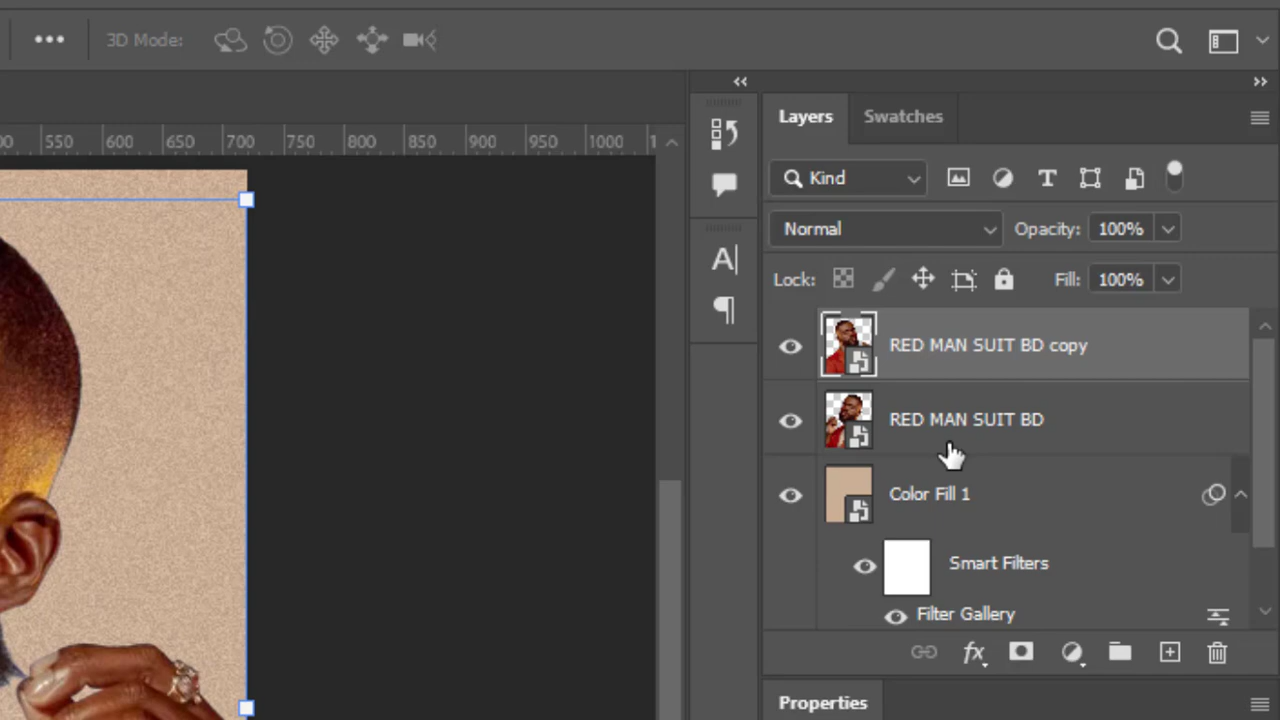 3D Mode:
550 600 650 700 750 800 850 900 950 1000
Layers Swatches
Kind
Normal Opacity: 100%
Lock: Fill: 100%
RED MAN SUIT BD copy
RED MAN SUIT BD
Color Fill 1
Smart Filters
Filter Gallery
fx
Properties